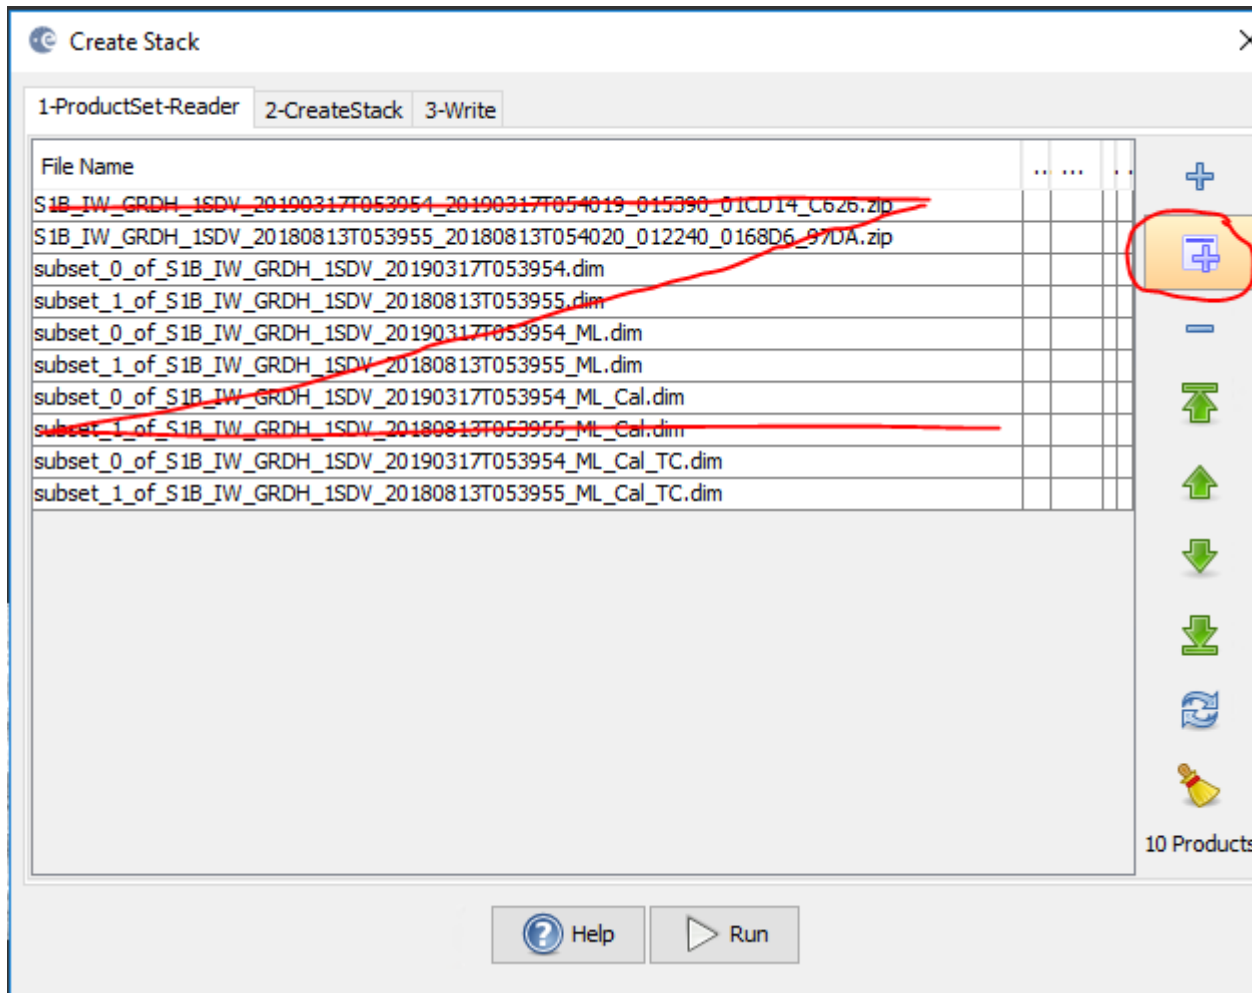 Create Stack
1-ProductSet-Reader 2-CreateStack 3-Write
File Name ... ... . .
S1B_IW_GRDH_1SDV_20190317T053954_20190317T054019_015390_01CD14_C626.zip
S1B_IW_GRDH_1SDV_20180813T053955_20180813T054020_012240_0168D6_97DA.zip
subset_0_of_S1B_IW_GRDH_1SDV_20190317T053954.dim
subset_1_of_S1B_IW_GRDH_1SDV_20180813T053955.dim
subset_0_of_S1B_IW_GRDH_1SDV_20190317T053954_ML.dim
subset_1_of_S1B_IW_GRDH_1SDV_20180813T053955_ML.dim
subset_0_of_S1B_IW_GRDH_1SDV_20190317T053954_ML_Cal.dim
subset_1_of_S1B_IW_GRDH_1SDV_20180813T053955_ML_Cal.dim
subset_0_of_S1B_IW_GRDH_1SDV_20190317T053954_ML_Cal_TC.dim
subset_1_of_S1B_IW_GRDH_1SDV_20180813T053955_ML_Cal_TC.dim
10 Products
Help Run